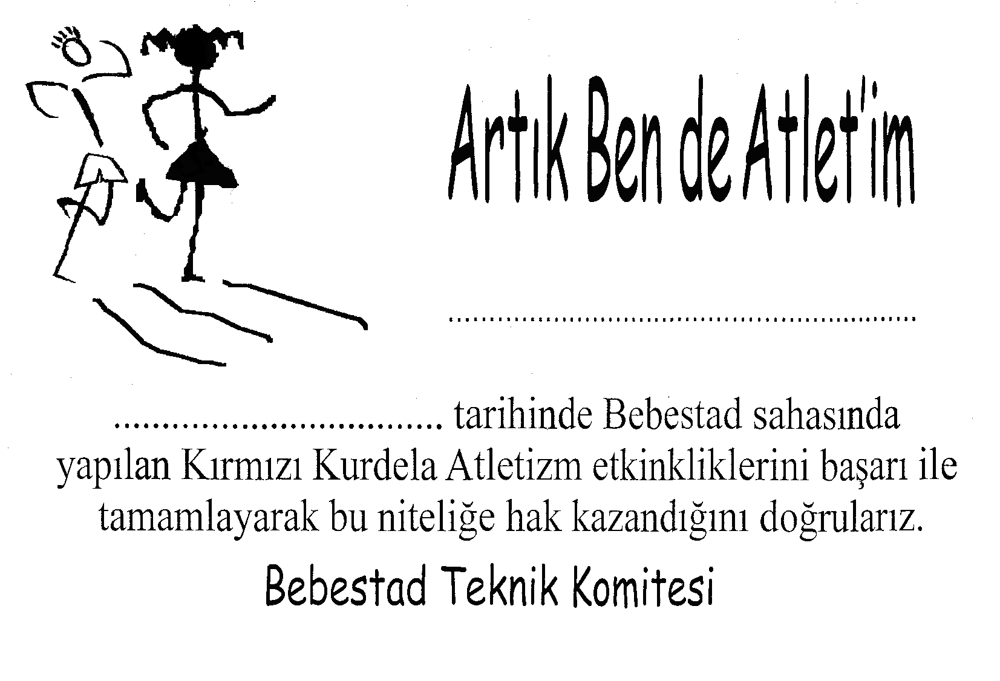 Artık Ben de Atlet'im
..........................................................
.................................. tarihinde Bebestad sahasında
yapılan Kırmızı Kurdela Atletizm etkinkliklerini başarı ile
tamamlayarak bu niteliğe hak kazandığını doğrularız.
Bebestad Teknik Komitesi